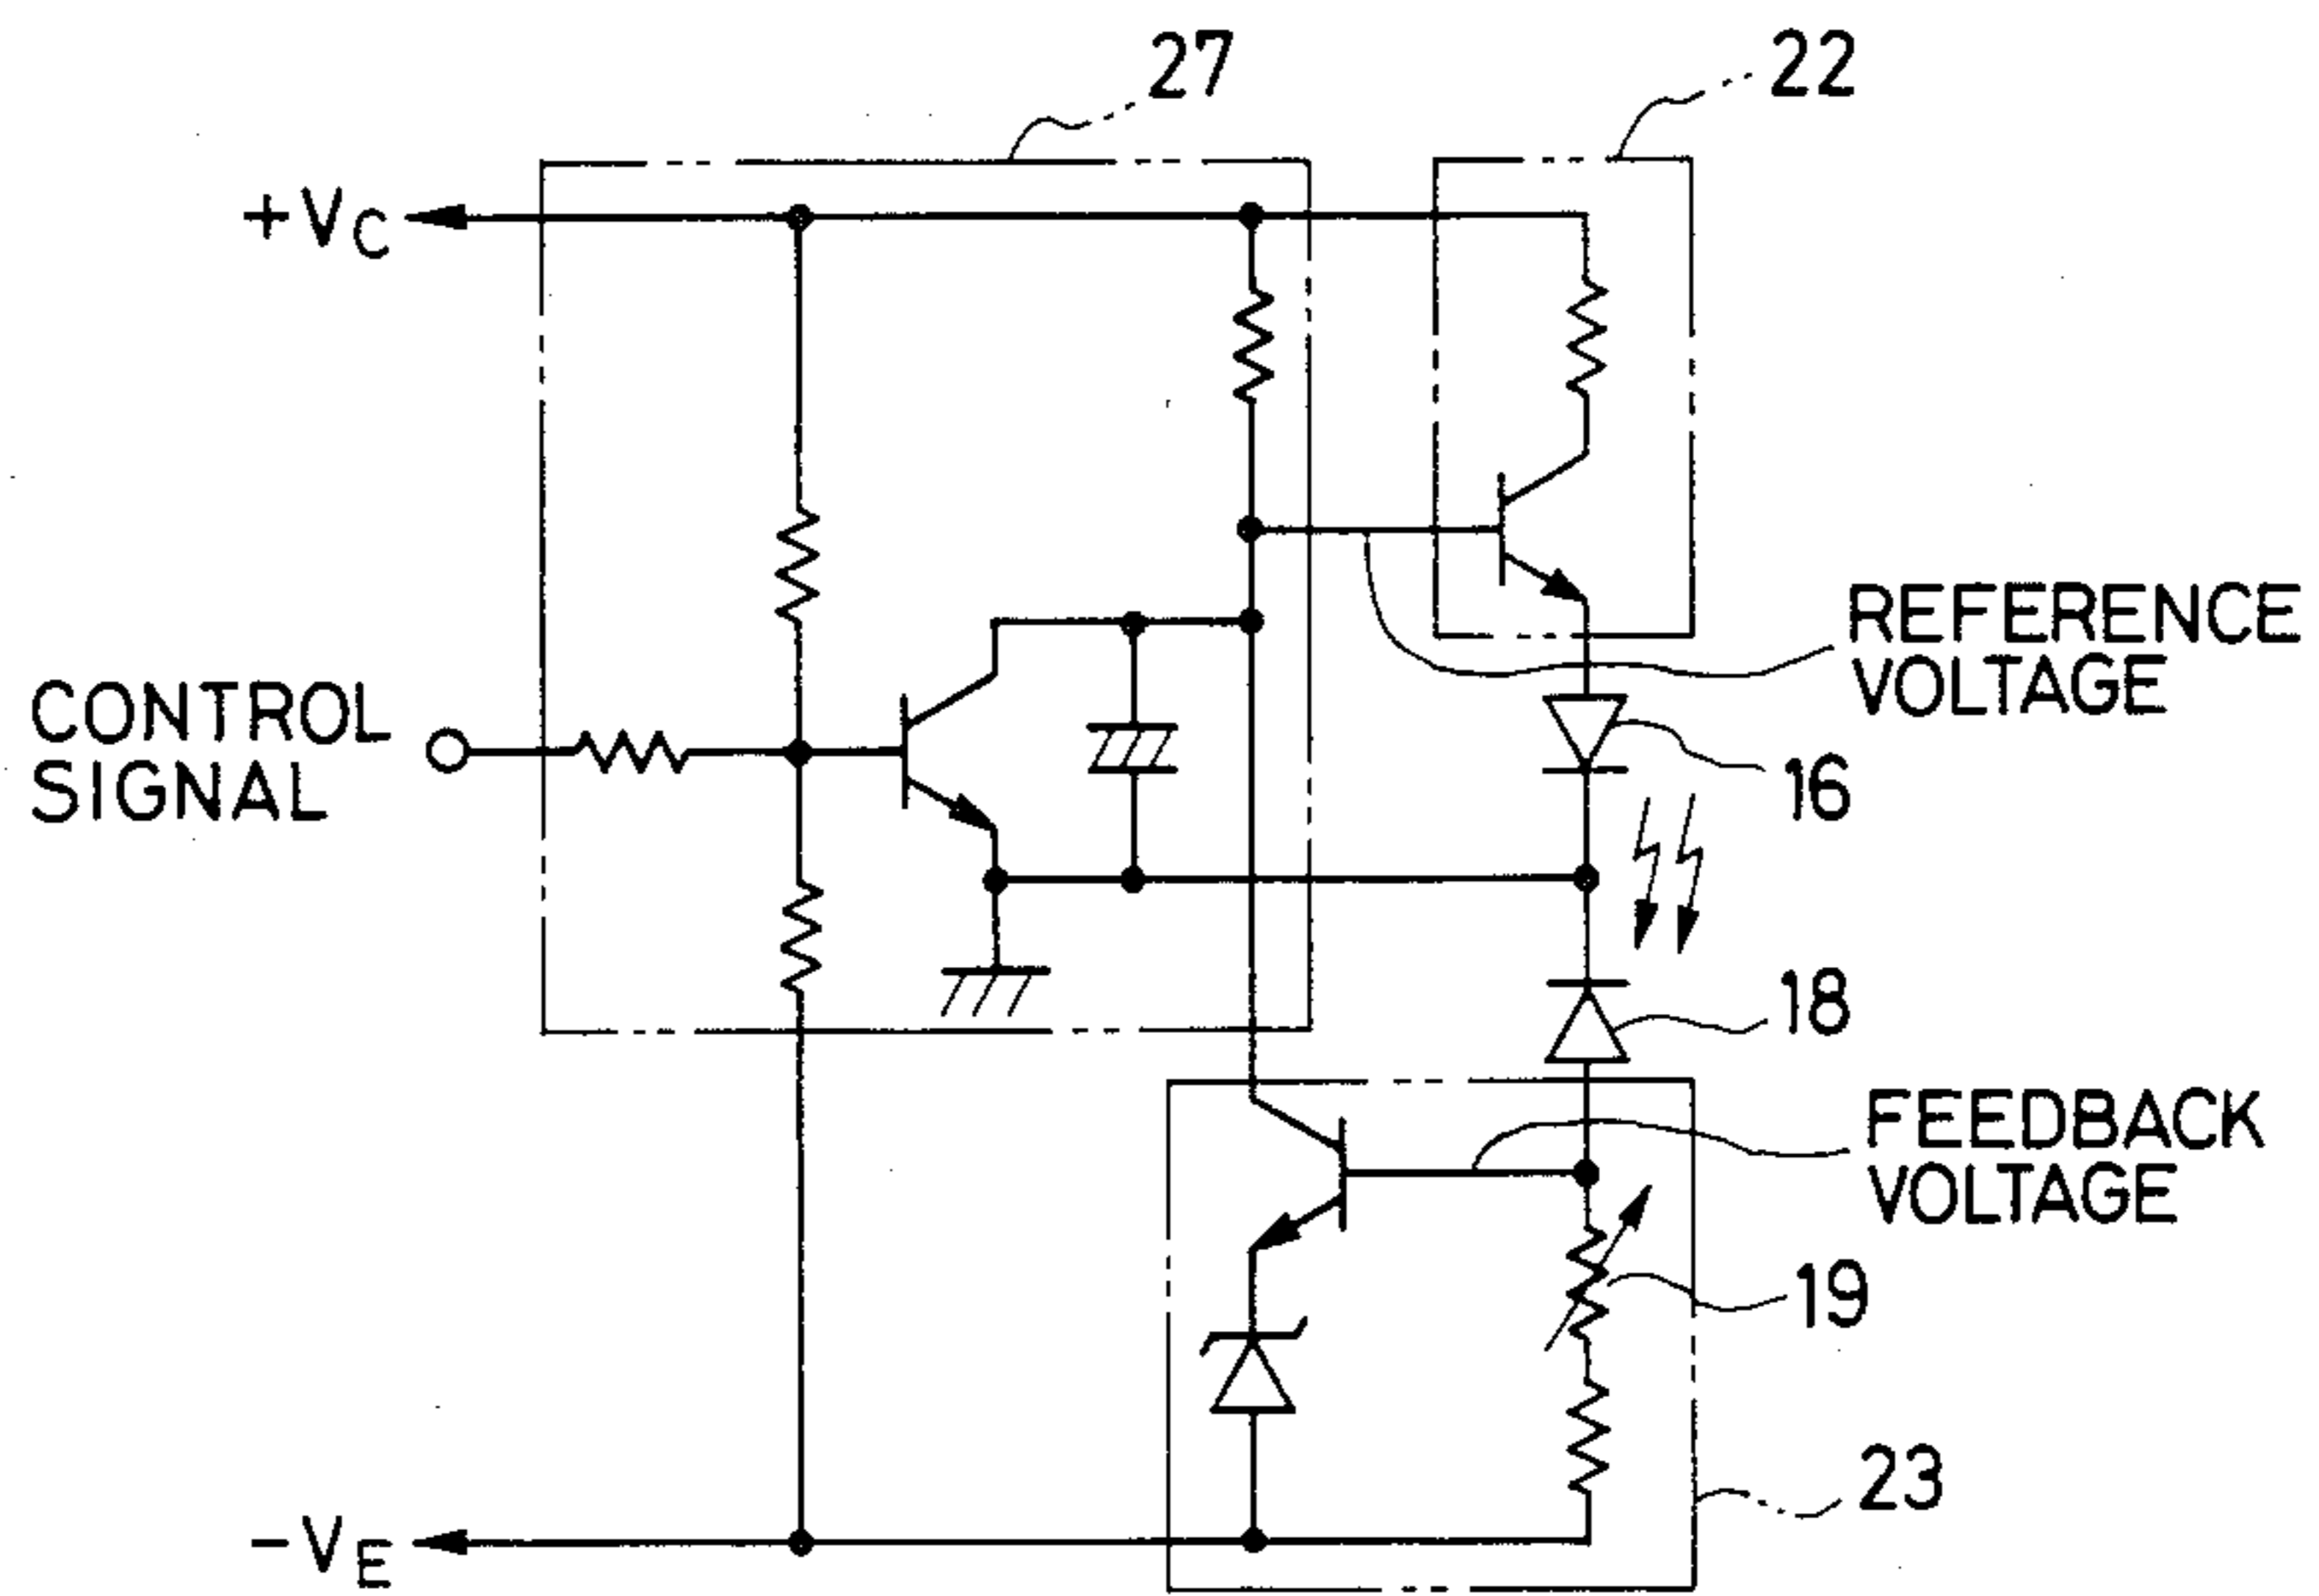 27
22
+VC
REFERENCE
VOLTAGE
CONTROL
SIGNAL
16
18
FEEDBACK
VOLTAGE
19
23
-VE